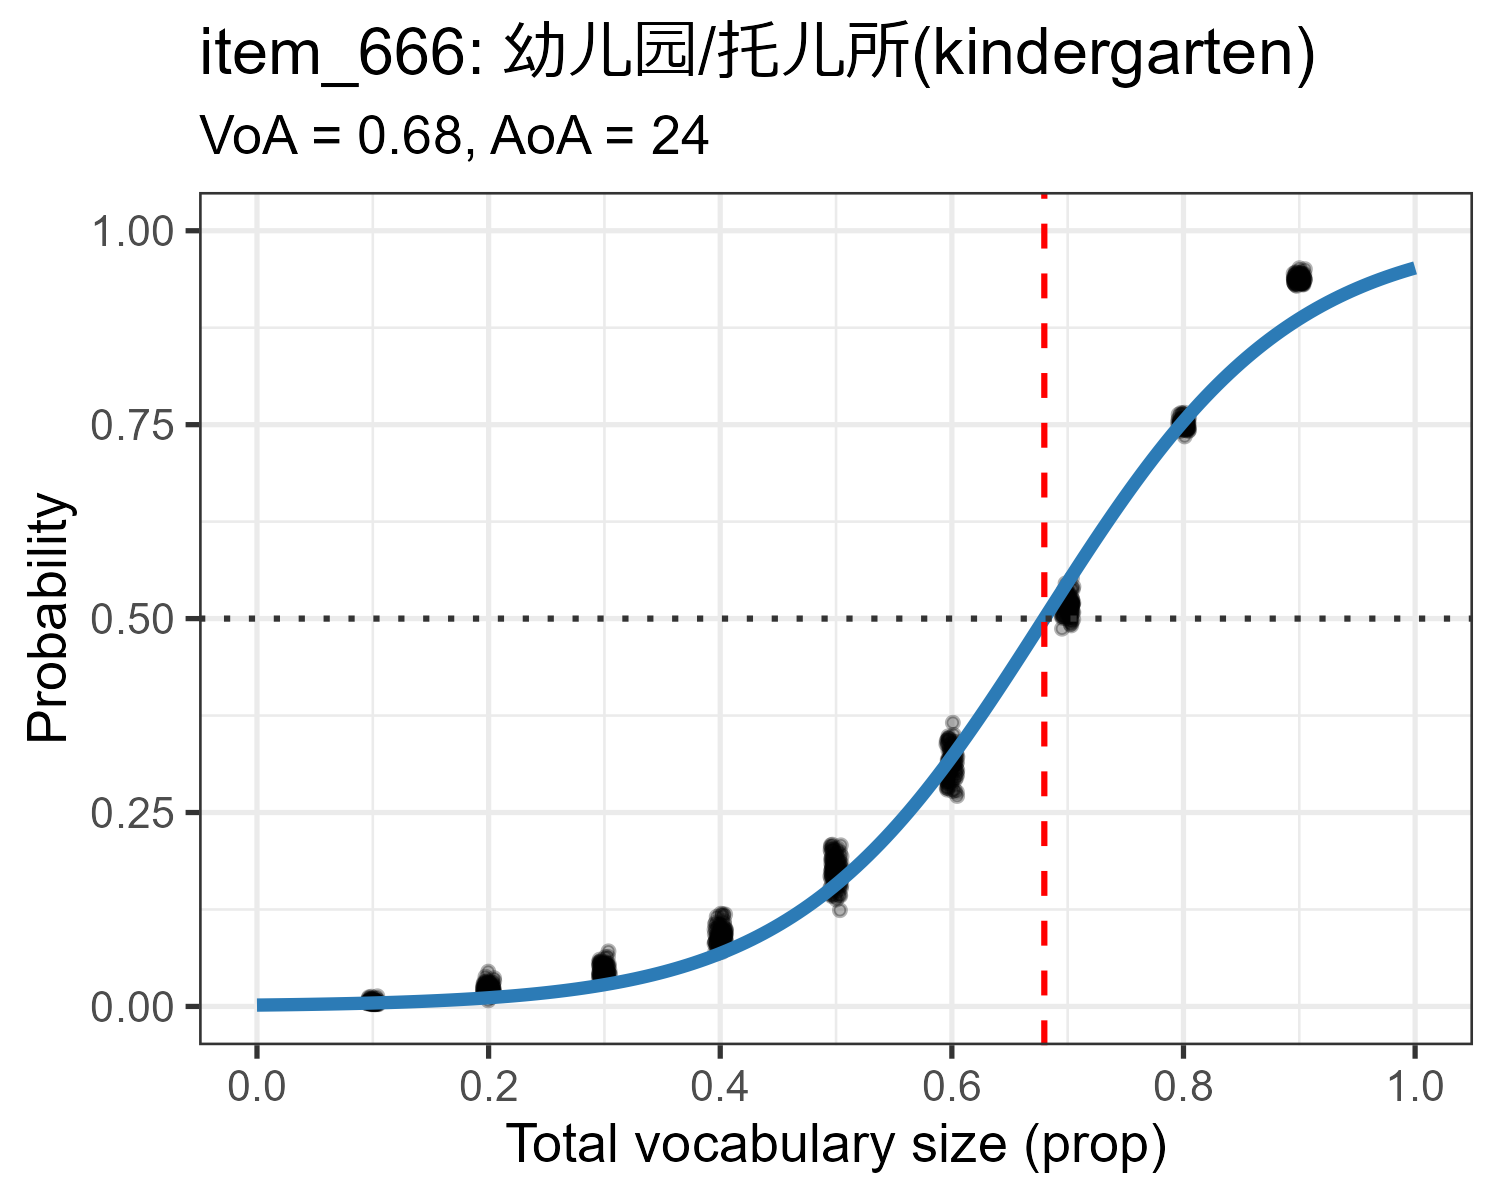 item_666: 幼儿园/托儿所(kindergarten)
VoA = 0.68, AoA = 24
1.00
0.75
0.50
0.25
0.00
Probability
0.0 0.2 0.4 0.6 0.8 1.0
Total vocabulary size (prop)